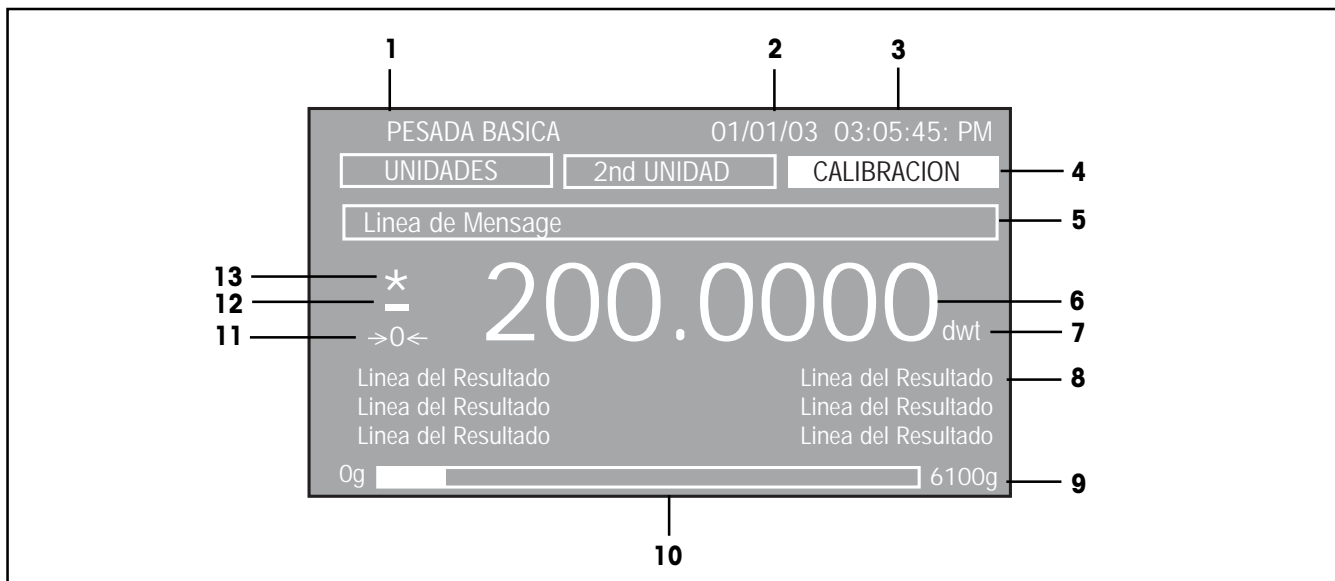 1 2 3
PESADA BASICA 01/01/03 03:05:45: PM
UNIDADES 2nd UNIDAD CALIBRACION 4
Linea de Mensage 5
13 *
200.0000 6
12 –
11 →0← dwt 7
Linea del Resultado Linea del Resultado 8
Linea del Resultado Linea del Resultado
Linea del Resultado Linea del Resultado
0g 6100g 9
10